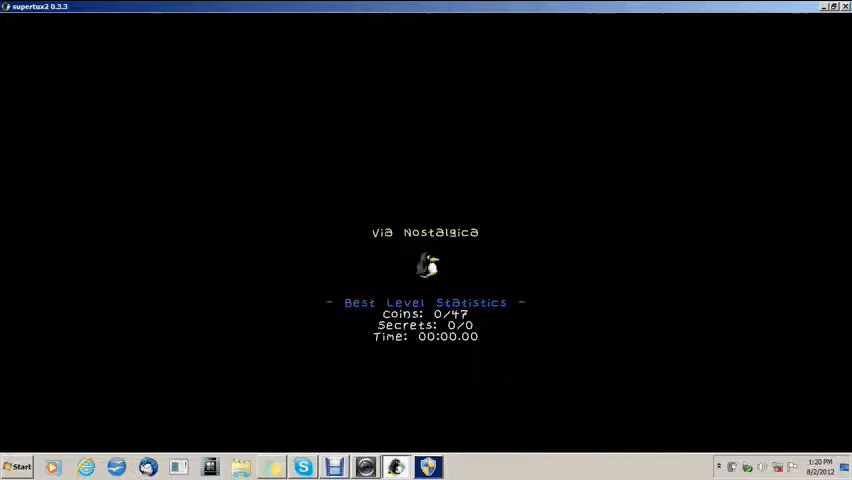 supertux2 0.3.3
Via Nostalgica
- Best Level Statistics -
Coins: 0/47
Secrets: 0/0
Time: 00:00.00
Start
1:20 PM
8/2/2012